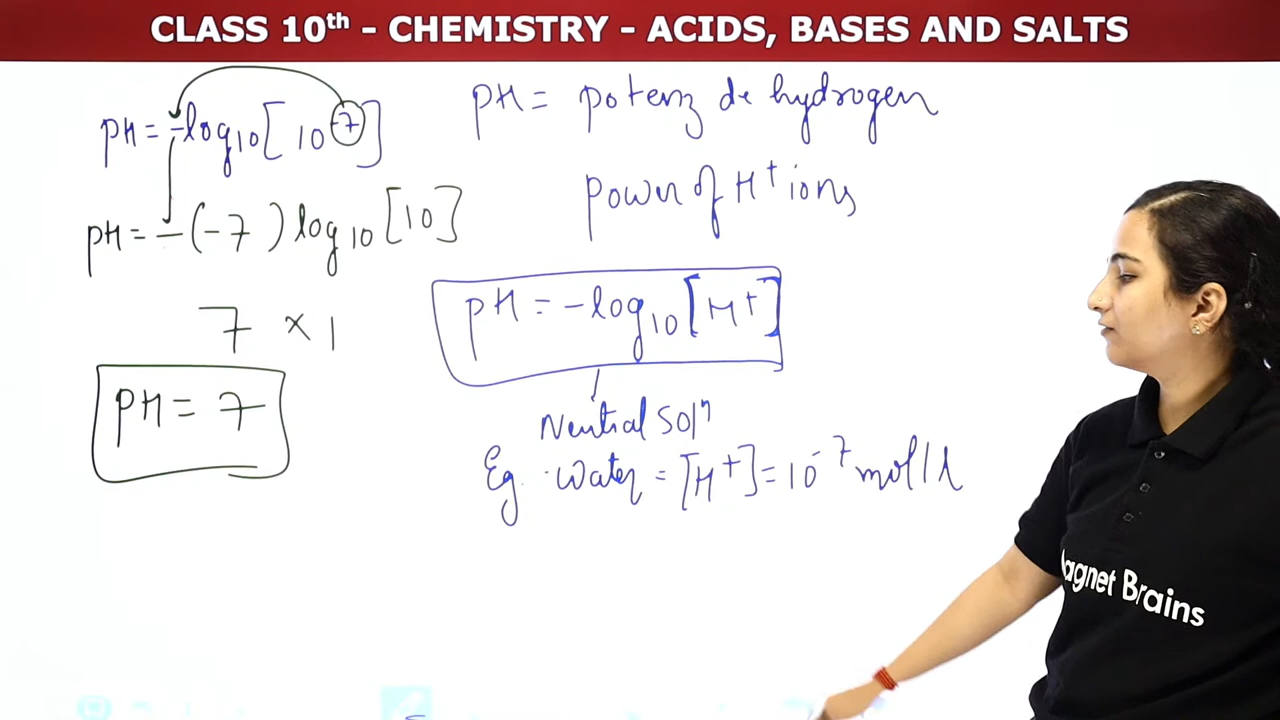 CLASS 10th - CHEMISTRY - ACIDS, BASES AND SALTS
pH = -log10[10-7]
pH = -(-7)log10[10]
7 × 1
pH = 7
pH = potenz de hydrogen
power of H+ ions
pH = -log10[H+]
Neutral Soln
Eg. Water = [H+] = 10-7 mol/l
agnet Brains